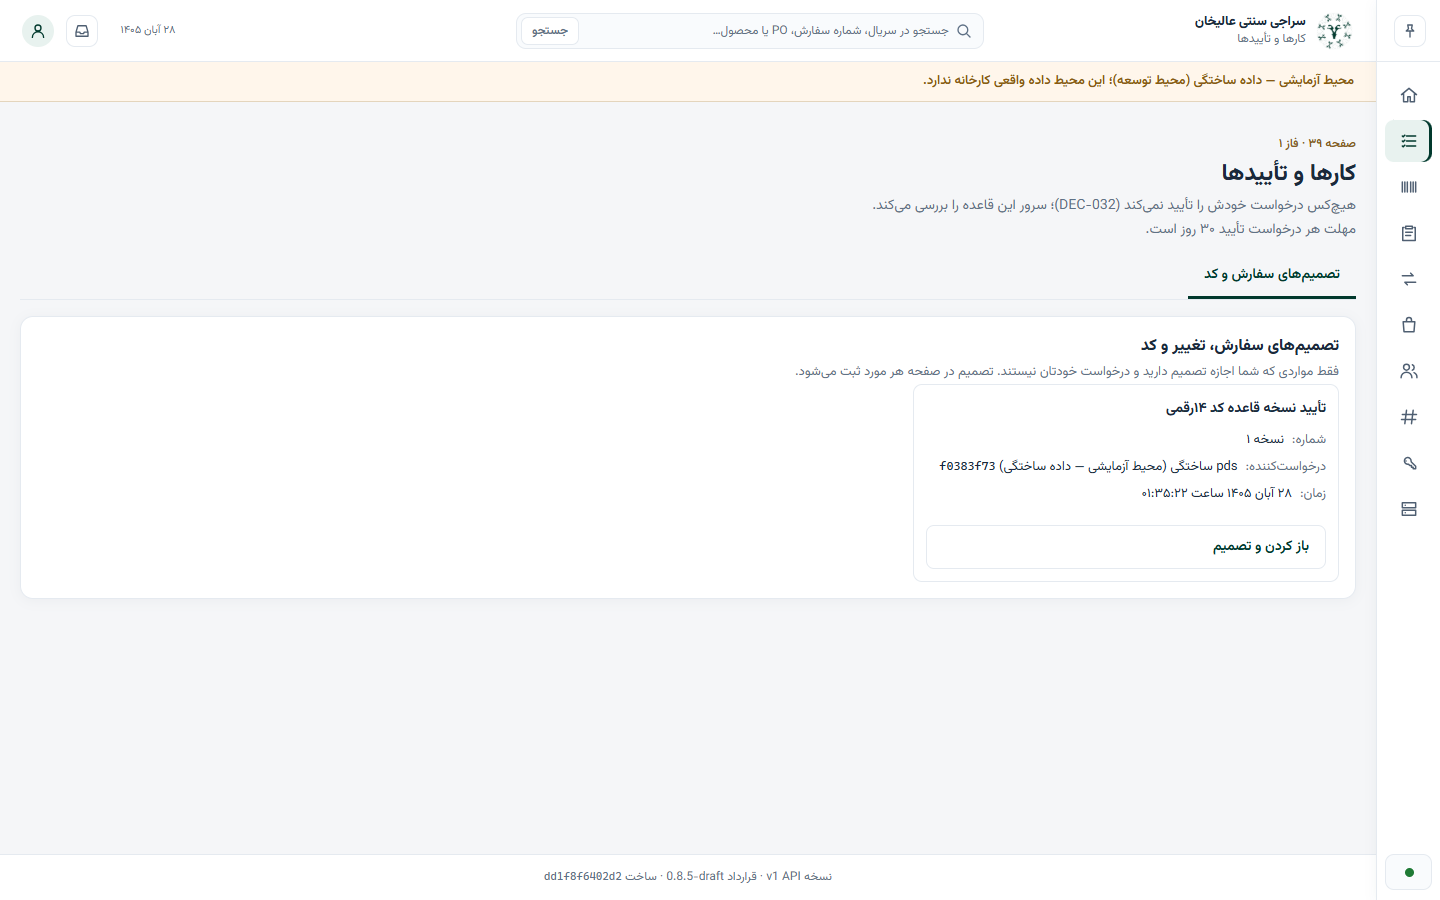 سراجی سنتی عالیخان
کارها و تأییدها
جستجو در سریال، شماره سفارش، PO یا محصول...
جستجو
۲۸ آبان ۱۴۰۵
محیط آزمایشی — داده ساختگی (محیط توسعه)؛ این محیط داده واقعی کارخانه ندارد.
صفحه ۳۹ · فاز ۱
کارها و تأییدها
هیچ‌کس درخواست خودش را تأیید نمی‌کند (DEC-032)؛ سرور این قاعده را بررسی می‌کند.
مهلت هر درخواست تأیید ۳۰ روز است.
تصمیم‌های سفارش و کد
تصمیم‌های سفارش، تغییر و کد
فقط مواردی که شما اجازه تصمیم دارید و درخواست خودتان نیستند. تصمیم در صفحه هر مورد ثبت می‌شود.
تأیید نسخه قاعده کد ۱۴رقمی
شماره: نسخه ۱
درخواست‌کننده: pds ساختگی (محیط آزمایشی — داده ساختگی) f0383f73
زمان: ۲۸ آبان ۱۴۰۵ ساعت ۰۱:۳۵:۲۲
باز کردن و تصمیم
نسخه v1 API · قرارداد 0.8.5-draft · ساخت dd1f8f6402d2